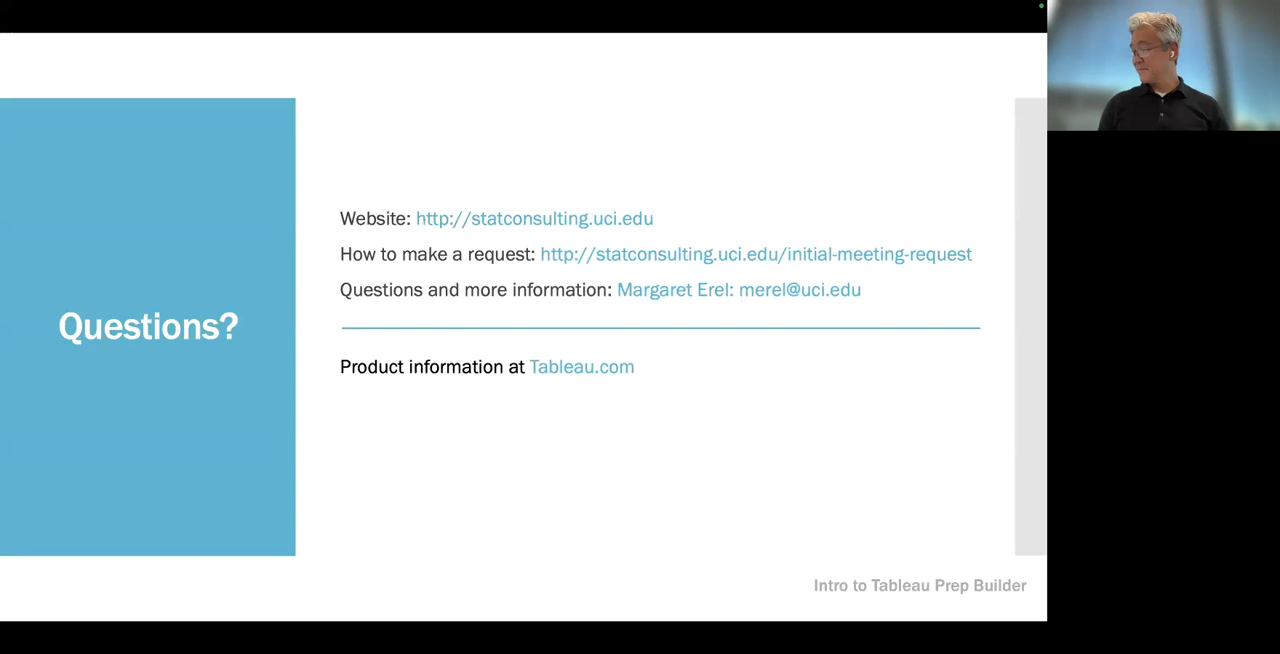 Questions?
Website: http://statconsulting.uci.edu
How to make a request: http://statconsulting.uci.edu/initial-meeting-request
Questions and more information: Margaret Erel: merel@uci.edu
Product information at Tableau.com
Intro to Tableau Prep Builder